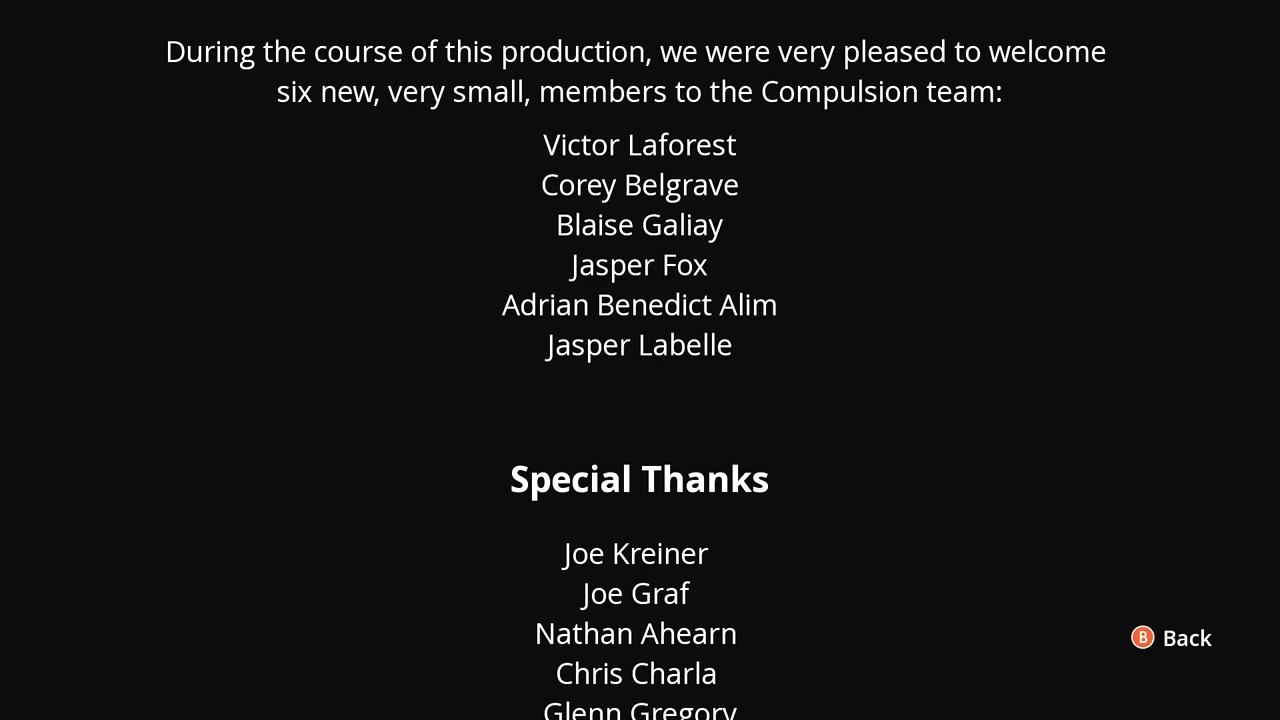 During the course of this production, we were very pleased to welcome
six new, very small, members to the Compulsion team:
Victor Laforest
Corey Belgrave
Blaise Galiay
Jasper Fox
Adrian Benedict Alim
Jasper Labelle
Special Thanks
Joe Kreiner
Joe Graf
Nathan Ahearn
B Back
Chris Charla
Glenn Gregory